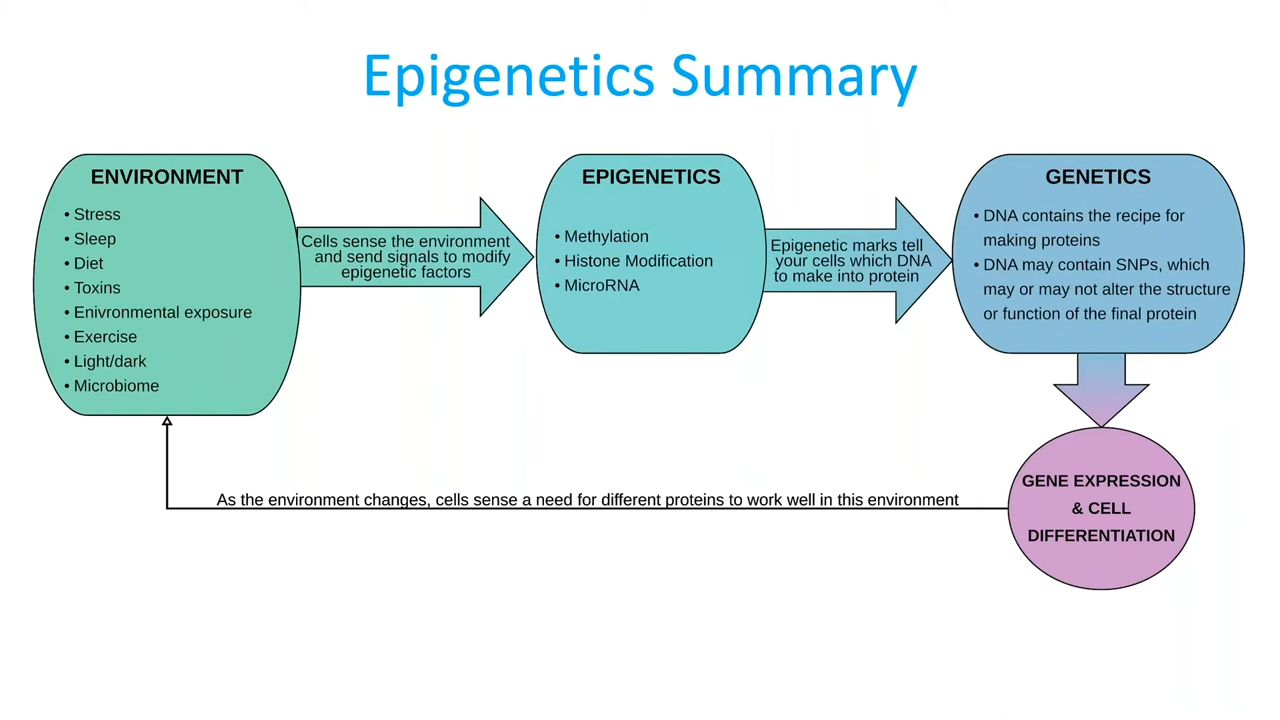 Epigenetics Summary
ENVIRONMENT
• Stress
• Sleep
• Diet
• Toxins
• Enivronmental exposure
• Exercise
• Light/dark
• Microbiome
Cells sense the environment
and send signals to modify
epigenetic factors
EPIGENETICS
• Methylation
• Histone Modification
• MicroRNA
Epigenetic marks tell
your cells which DNA
to make into protein
GENETICS
• DNA contains the recipe for
making proteins
• DNA may contain SNPs, which
may or may not alter the structure
or function of the final protein
GENE EXPRESSION
& CELL
DIFFERENTIATION
As the environment changes, cells sense a need for different proteins to work well in this environment